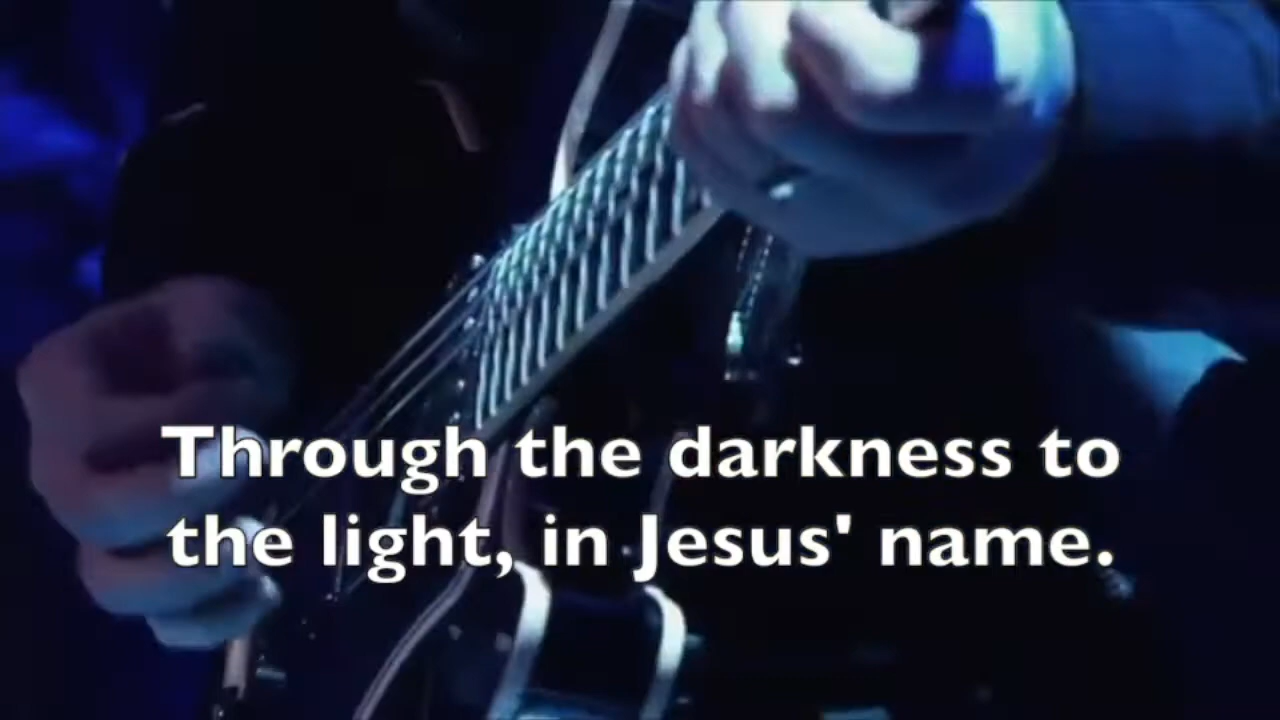 Through the darkness to
the light, in Jesus' name.